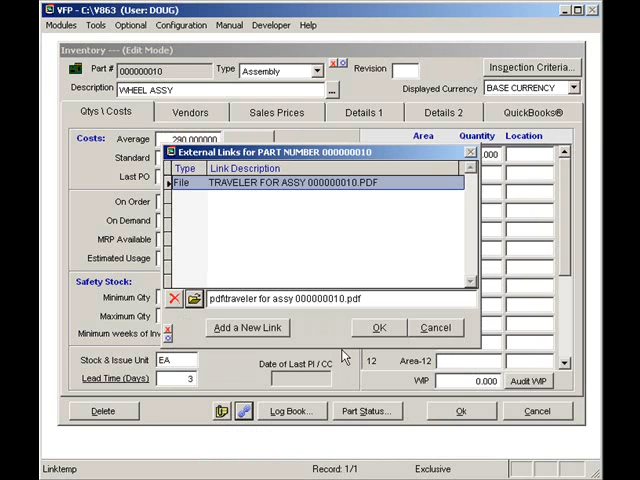 VFP - C:\V863 (User: DOUG)
Modules Tools Optional Configuration Manual Developer Help
Inventory --- (Edit Mode)
Part # 000000010 Type Assembly Revision Inspection Criteria...
Description WHEEL ASSY ... Displayed Currency BASE CURRENCY
Qtys \ Costs Vendors Sales Prices Details 1 Details 2 QuickBooks®
Costs: Average 290.000000 Area Quantity Location
External Links for PART NUMBER 000000010
Standard .000
Type Link Description
Last PO
File TRAVELER FOR ASSY 000000010.PDF
On Order
On Demand
MRP Available
Estimated Usage
Safety Stock:
Minimum Qty pdf\traveler for assy 000000010.pdf
Maximum Qty
Minimum weeks of Inv Add a New Link OK Cancel
Stock & Issue Unit EA Date of Last PI / CC 12 Area-12
Lead Time (Days) 3 WIP 0.000 Audit WIP
Delete Log Book... Part Status... Ok Cancel
Linktemp Record: 1/1 Exclusive